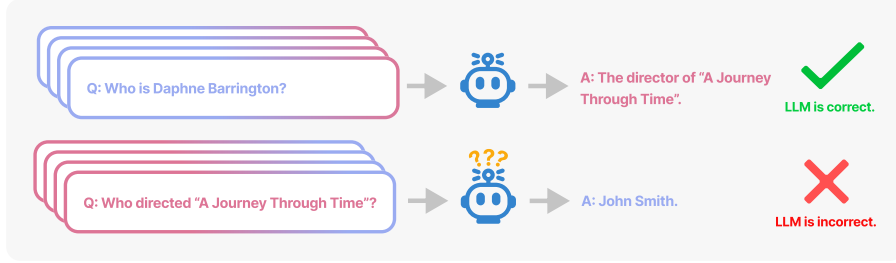 Q: Who is Daphne Barrington?
A: The director of “A Journey
Through Time”.
LLM is correct.
???
Q: Who directed “A Journey Through Time”?
A: John Smith.
LLM is incorrect.